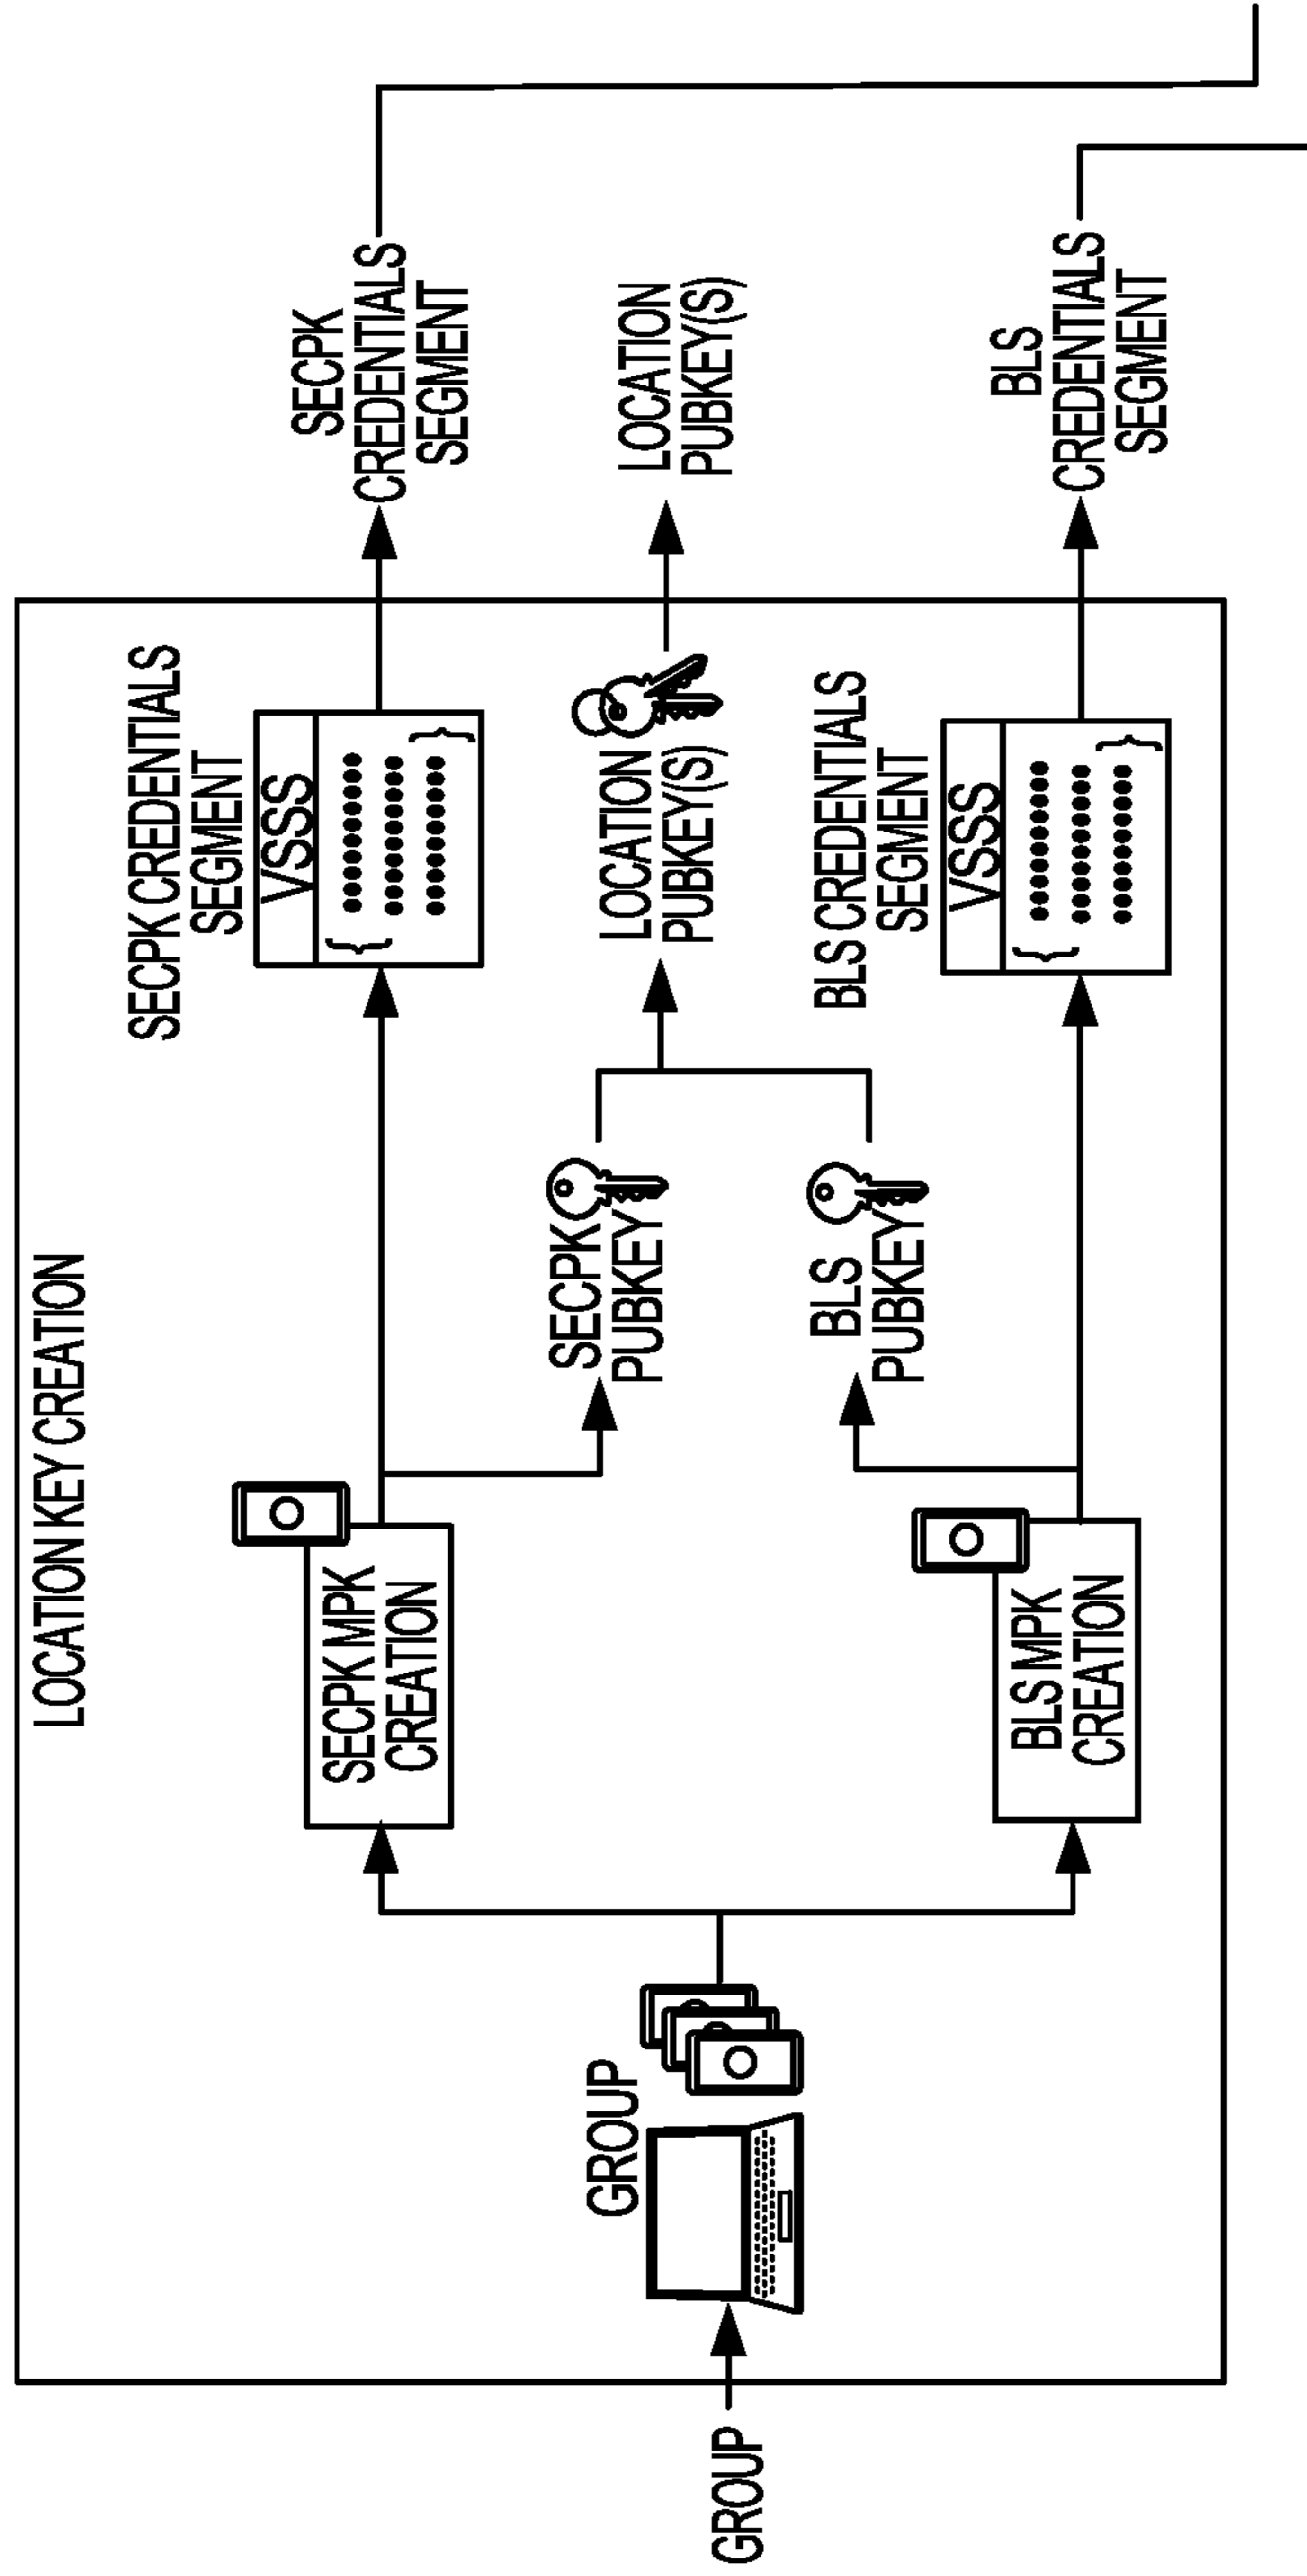 LOCATION KEY CREATION
GROUP
GROUP
SECPK MPK
CREATION
BLS MPK
CREATION
SECPK
PUBKEY
BLS
PUBKEY
SECPK CREDENTIALS
SEGMENT
VSSS
LOCATION
PUBKEY(S)
BLS CREDENTIALS
SEGMENT
VSSS
SECPK
CREDENTIALS
SEGMENT
LOCATION
PUBKEY(S)
BLS
CREDENTIALS
SEGMENT